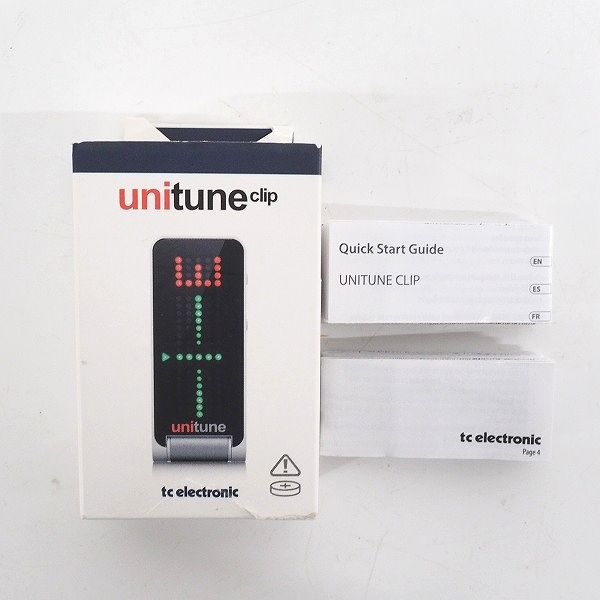 unitune clip
E
unitune
tc electronic
Quick Start Guide
UNITUNE CLIP
EN
ES
FR
tc electronic
Page 4